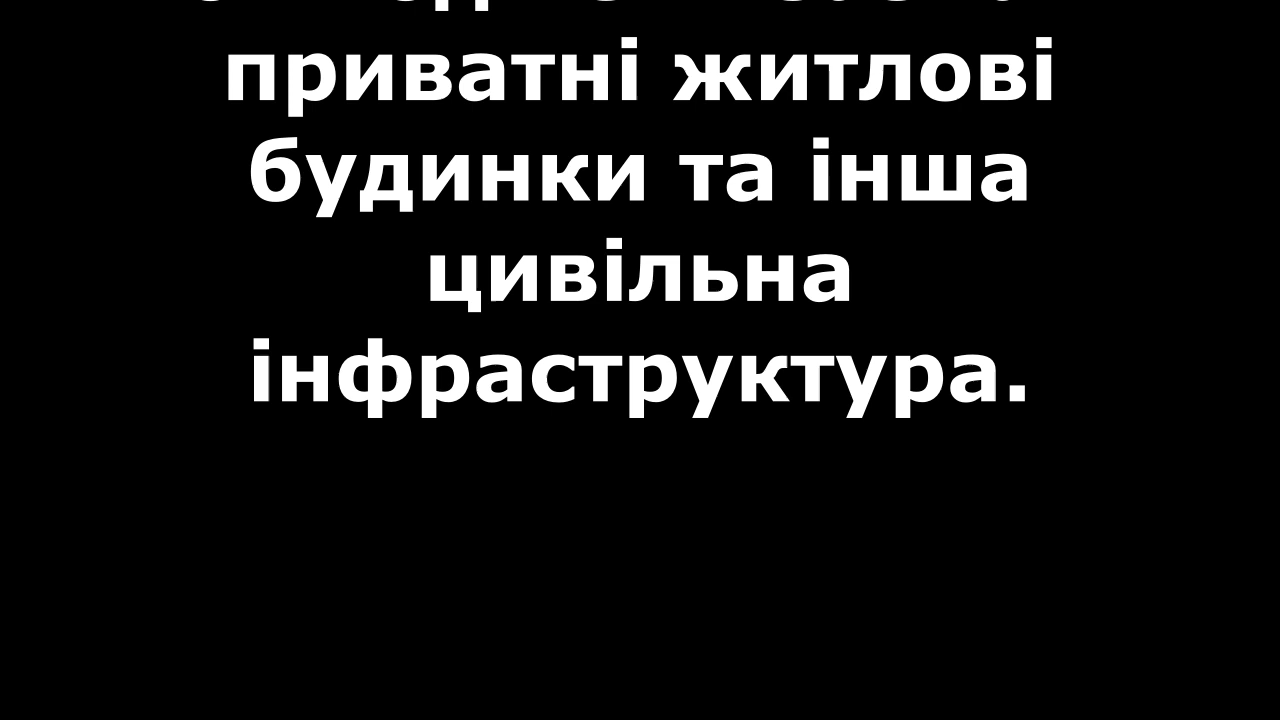 приватні житлові
будинки та інша
цивільна
інфраструктура.